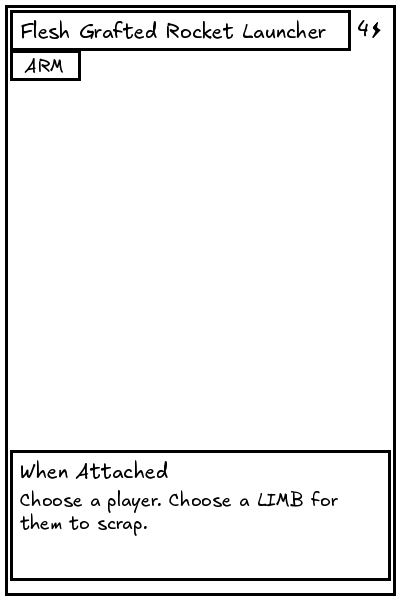 Flesh Grafted Rocket Launcher 4⚡
ARM
When Attached
Choose a player. Choose a LIMB for
them to scrap.